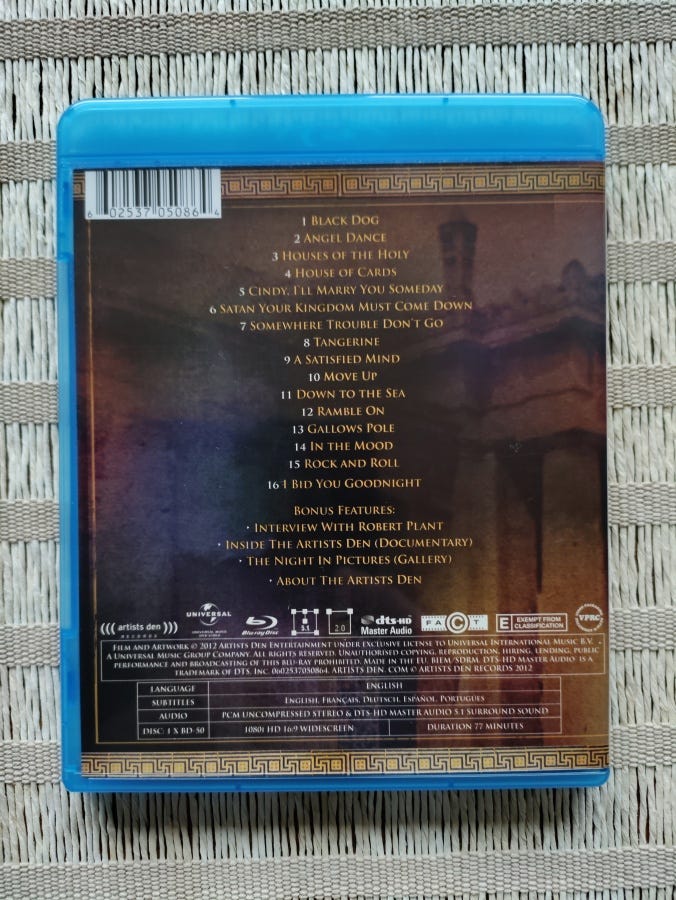 6 02537 05086 4
1 Black Dog
2 Angel Dance
3 Houses of the Holy
4 House of Cards
5 Cindy, I'll Marry You Someday
6 Satan Your Kingdom Must Come Down
7 Somewhere Trouble Don't Go
8 Tangerine
9 A Satisfied Mind
10 Move Up
11 Down to the Sea
12 Ramble On
13 Gallows Pole
14 In the Mood
15 Rock and Roll
16 I Bid You Goodnight
Bonus Features:
· Interview With Robert Plant
· Inside The Artists Den (Documentary)
· The Night In Pictures (Gallery)
· About The Artists Den
artists den RECORDS
UNIVERSAL
Blu-ray Disc
5.1
2.0
dts-HD Master Audio
FACT
E EXEMPT FROM CLASSIFICATION
VPRC
Film and Artwork © 2012 Artists Den Entertainment under exclusive licence to Universal International Music B.V.
A Universal Music Group Company. All rights reserved. Unauthorised copying, reproduction, hiring, lending, public
performance and broadcasting of this Blu-ray prohibited. Made in the EU. BIEM/SDRM. DTS-HD Master Audio is a
trademark of DTS, Inc. 0602537050864. ARTISTS DEN. COM © ARTISTS DEN RECORDS 2012
LANGUAGE ENGLISH
SUBTITLES English, Français, Deutsch, Español, Portugues
AUDIO PCM UNCOMPRESSED STEREO & DTS-HD MASTER AUDIO 5.1 SURROUND SOUND
DISC: 1 X BD-50 1080i HD 16:9 WIDESCREEN DURATION 77 MINUTES